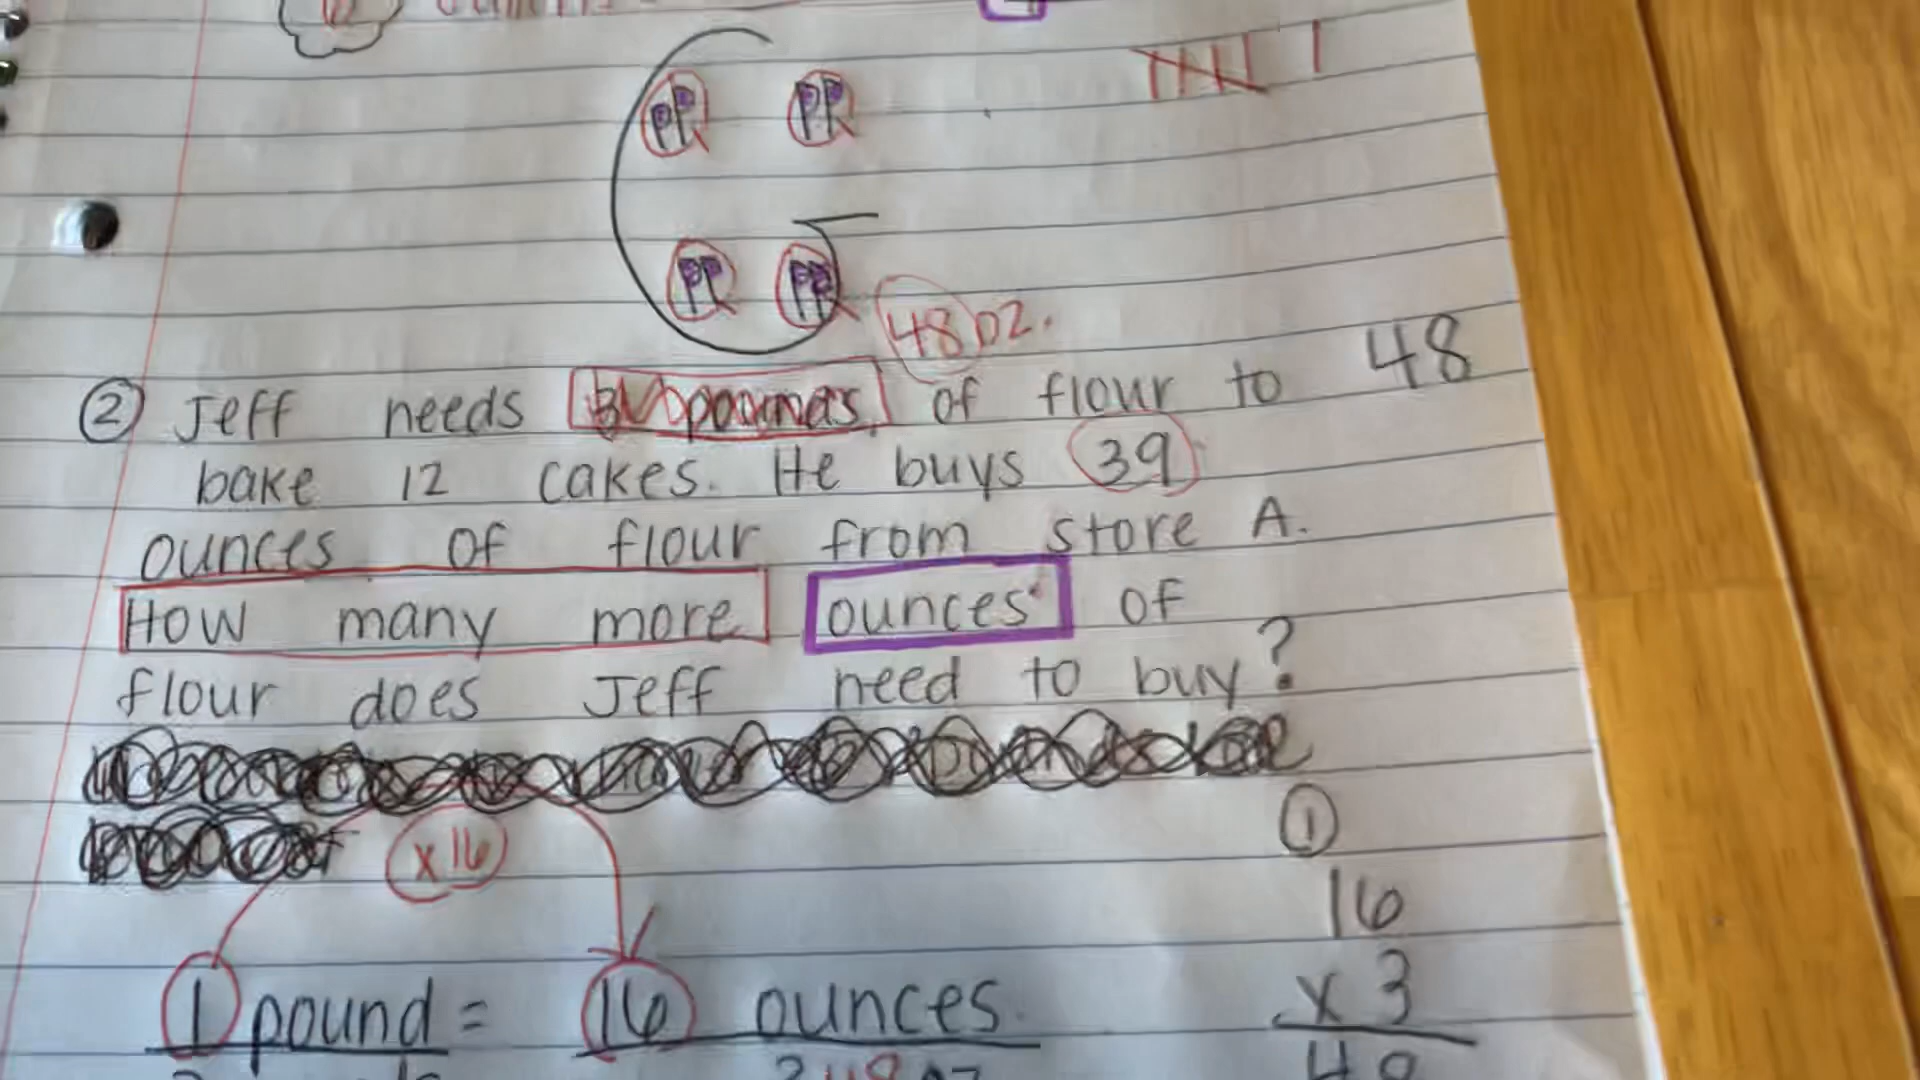 PP PP
PP PP
48 oz.
② Jeff needs 3 pounds of flour to 48
bake 12 cakes. He buys 39
ounces of flour from store A.
How many more ounces of
flour does Jeff need to buy?
x16
①
16
x 3
48
1 pound = 16 ounces